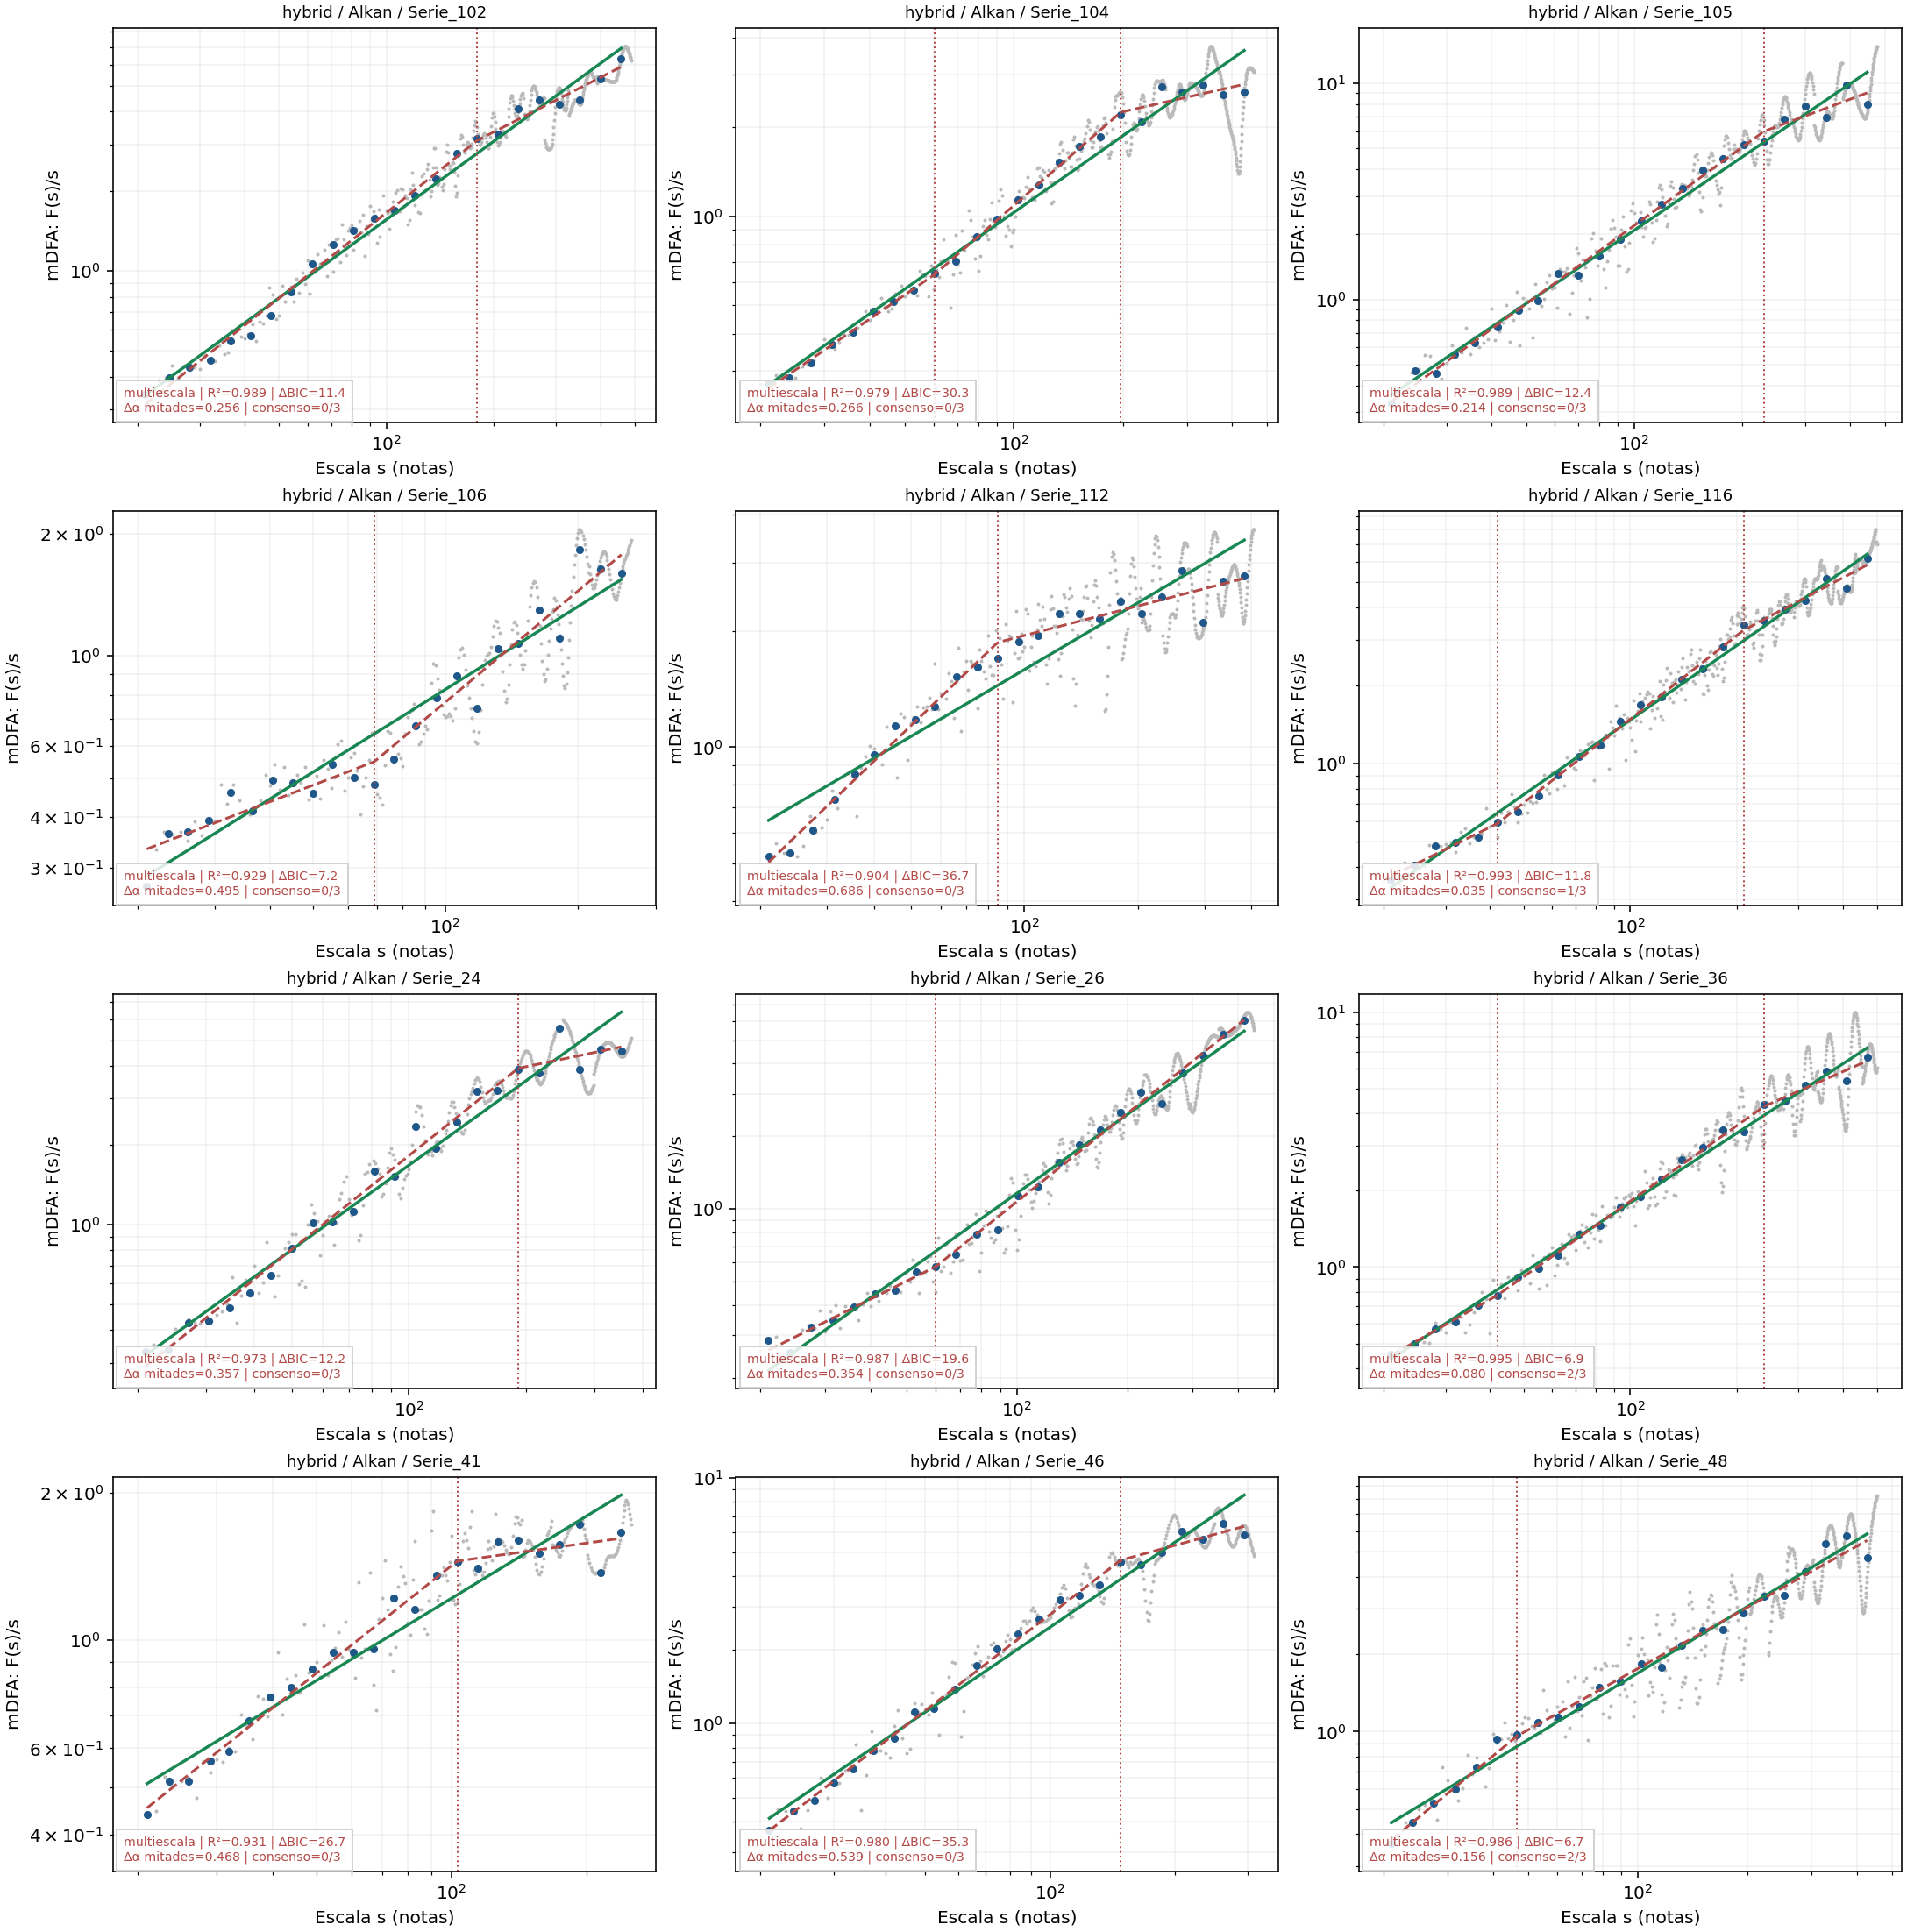 hybrid / Alkan / Serie_102
mDFA: F(s)/s
10⁰
multiescala | R²=0.989 | ΔBIC=11.4
Δα mitades=0.256 | consenso=0/3
10²
Escala s (notas)
hybrid / Alkan / Serie_104
mDFA: F(s)/s
10⁰
multiescala | R²=0.979 | ΔBIC=30.3
Δα mitades=0.266 | consenso=0/3
10²
Escala s (notas)
hybrid / Alkan / Serie_105
mDFA: F(s)/s
10¹
10⁰
multiescala | R²=0.989 | ΔBIC=12.4
Δα mitades=0.214 | consenso=0/3
10²
Escala s (notas)
hybrid / Alkan / Serie_106
mDFA: F(s)/s
2 × 10⁰
10⁰
6 × 10⁻¹
4 × 10⁻¹
3 × 10⁻¹
multiescala | R²=0.929 | ΔBIC=7.2
Δα mitades=0.495 | consenso=0/3
10²
Escala s (notas)
hybrid / Alkan / Serie_112
mDFA: F(s)/s
10⁰
multiescala | R²=0.904 | ΔBIC=36.7
Δα mitades=0.686 | consenso=0/3
10²
Escala s (notas)
hybrid / Alkan / Serie_116
mDFA: F(s)/s
10⁰
multiescala | R²=0.993 | ΔBIC=11.8
Δα mitades=0.035 | consenso=1/3
10²
Escala s (notas)
hybrid / Alkan / Serie_24
mDFA: F(s)/s
10⁰
multiescala | R²=0.973 | ΔBIC=12.2
Δα mitades=0.357 | consenso=0/3
10²
Escala s (notas)
hybrid / Alkan / Serie_26
mDFA: F(s)/s
10⁰
multiescala | R²=0.987 | ΔBIC=19.6
Δα mitades=0.354 | consenso=0/3
10²
Escala s (notas)
hybrid / Alkan / Serie_36
mDFA: F(s)/s
10¹
10⁰
multiescala | R²=0.995 | ΔBIC=6.9
Δα mitades=0.080 | consenso=2/3
10²
Escala s (notas)
hybrid / Alkan / Serie_41
mDFA: F(s)/s
2 × 10⁰
10⁰
6 × 10⁻¹
4 × 10⁻¹
multiescala | R²=0.931 | ΔBIC=26.7
Δα mitades=0.468 | consenso=0/3
10²
Escala s (notas)
hybrid / Alkan / Serie_46
mDFA: F(s)/s
10¹
10⁰
multiescala | R²=0.980 | ΔBIC=35.3
Δα mitades=0.539 | consenso=0/3
10²
Escala s (notas)
hybrid / Alkan / Serie_48
mDFA: F(s)/s
10⁰
multiescala | R²=0.986 | ΔBIC=6.7
Δα mitades=0.156 | consenso=2/3
10²
Escala s (notas)